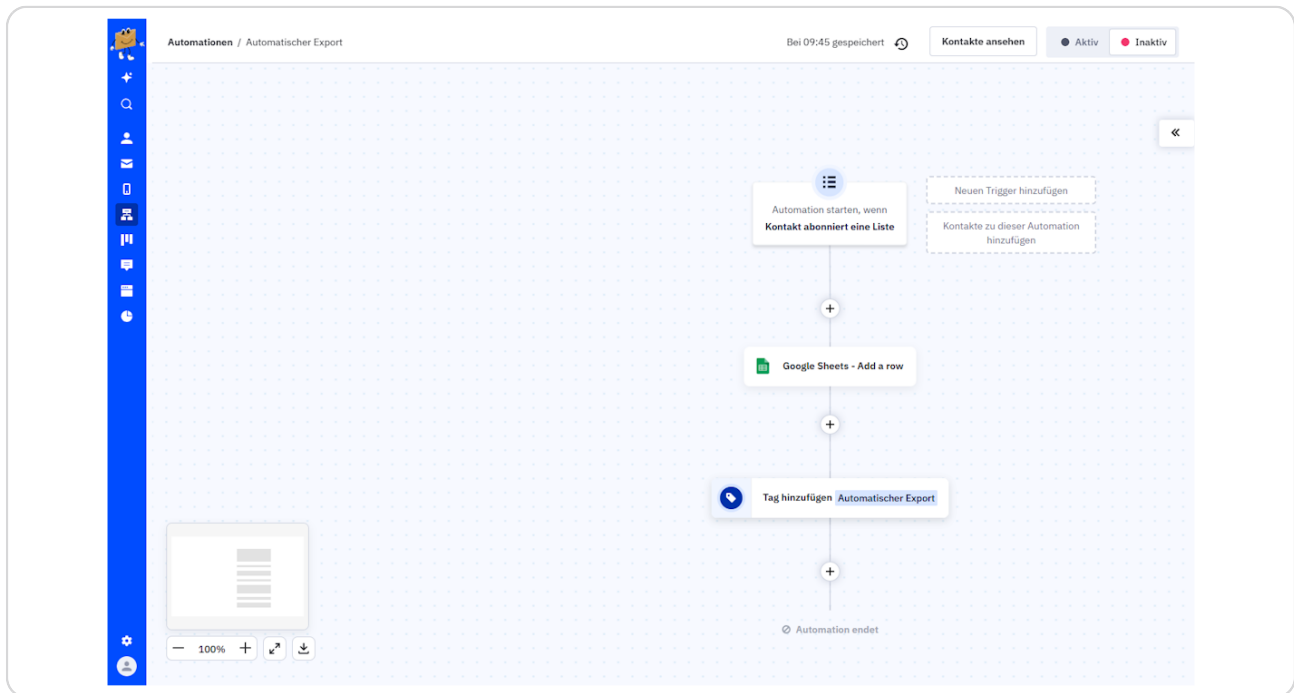 Automationen / Automatischer Export
Bei 09:45 gespeichert
Kontakte ansehen
Aktiv
Inaktiv
Automation starten, wenn
Kontakt abonniert eine Liste
Neuen Trigger hinzufügen
Kontakte zu dieser Automation
hinzufügen
Google Sheets - Add a row
Tag hinzufügen Automatischer Export
Automation endet
100%